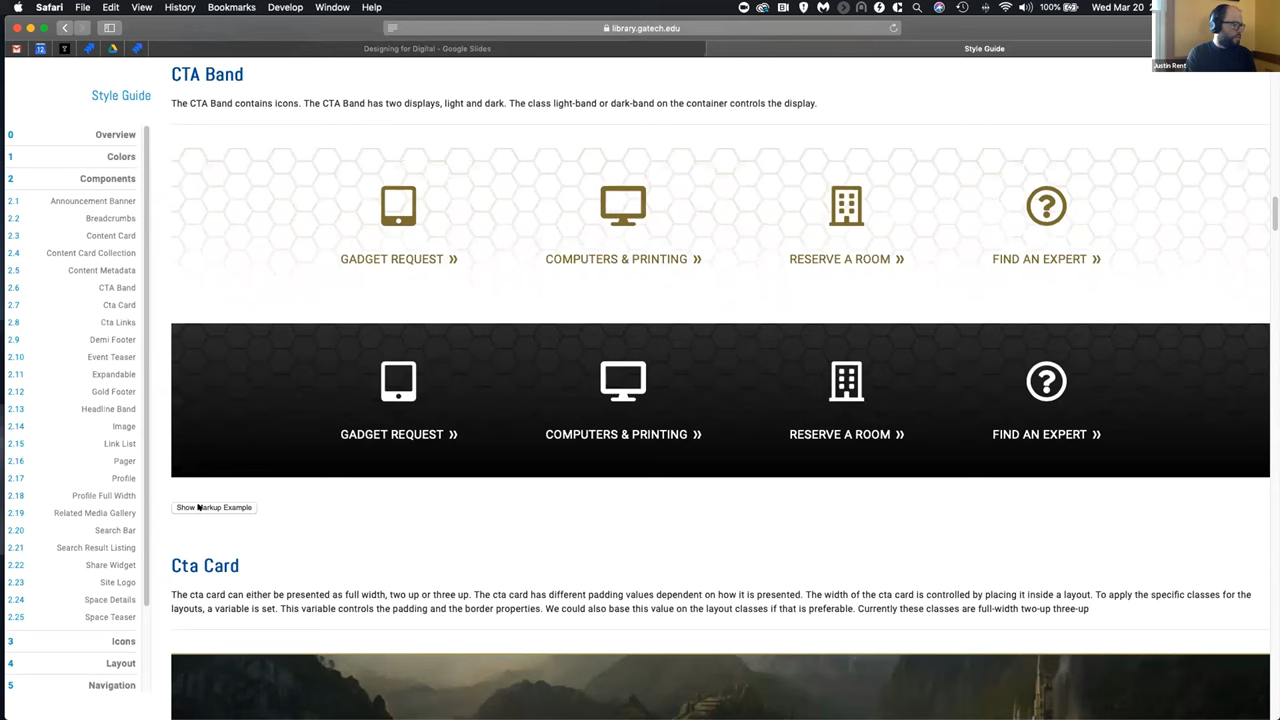 Safari File Edit View History Bookmarks Develop Window Help 100% Wed Mar 20
library.gatech.edu
12
Designing for Digital - Google Slides Style Guide
Justin Rent
Style Guide
0 Overview
1 Colors
2 Components
2.1 Announcement Banner
2.2 Breadcrumbs
2.3 Content Card
2.4 Content Card Collection
2.5 Content Metadata
2.6 CTA Band
2.7 Cta Card
2.8 Cta Links
2.9 Demi Footer
2.10 Event Teaser
2.11 Expandable
2.12 Gold Footer
2.13 Headline Band
2.14 Image
2.15 Link List
2.16 Pager
2.17 Profile
2.18 Profile Full Width
2.19 Related Media Gallery
2.20 Search Bar
2.21 Search Result Listing
2.22 Share Widget
2.23 Site Logo
2.24 Space Details
2.25 Space Teaser
3 Icons
4 Layout
5 Navigation
CTA Band
The CTA Band contains icons. The CTA Band has two displays, light and dark. The class light-band or dark-band on the container controls the display.
GADGET REQUEST » COMPUTERS & PRINTING » RESERVE A ROOM » FIND AN EXPERT »
GADGET REQUEST » COMPUTERS & PRINTING » RESERVE A ROOM » FIND AN EXPERT »
Show Markup Example
Cta Card
The cta card can either be presented as full width, two up or three up. The cta card has different padding values dependent on how it is presented. The width of the cta card is controlled by placing it inside a layout. To apply the specific classes for the
layouts, a variable is set. This variable controls the padding and the border properties. We could also base this value on the layout classes if that is preferable. Currently these classes are full-width two-up three-up